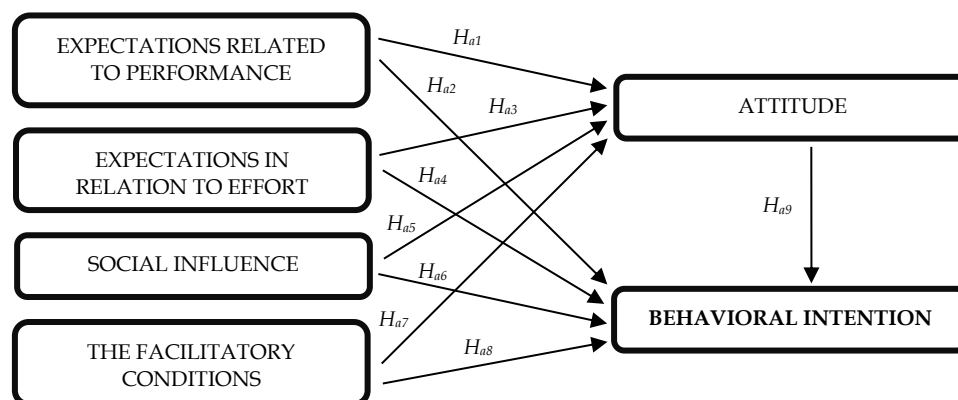 EXPECTATIONS RELATED
TO PERFORMANCE
EXPECTATIONS IN
RELATION TO EFFORT
SOCIAL INFLUENCE
THE FACILITATORY
CONDITIONS
Ha1
Ha2
Ha3
Ha4
Ha5
Ha6
Ha7
Ha8
ATTITUDE
Ha9
BEHAVIORAL INTENTION